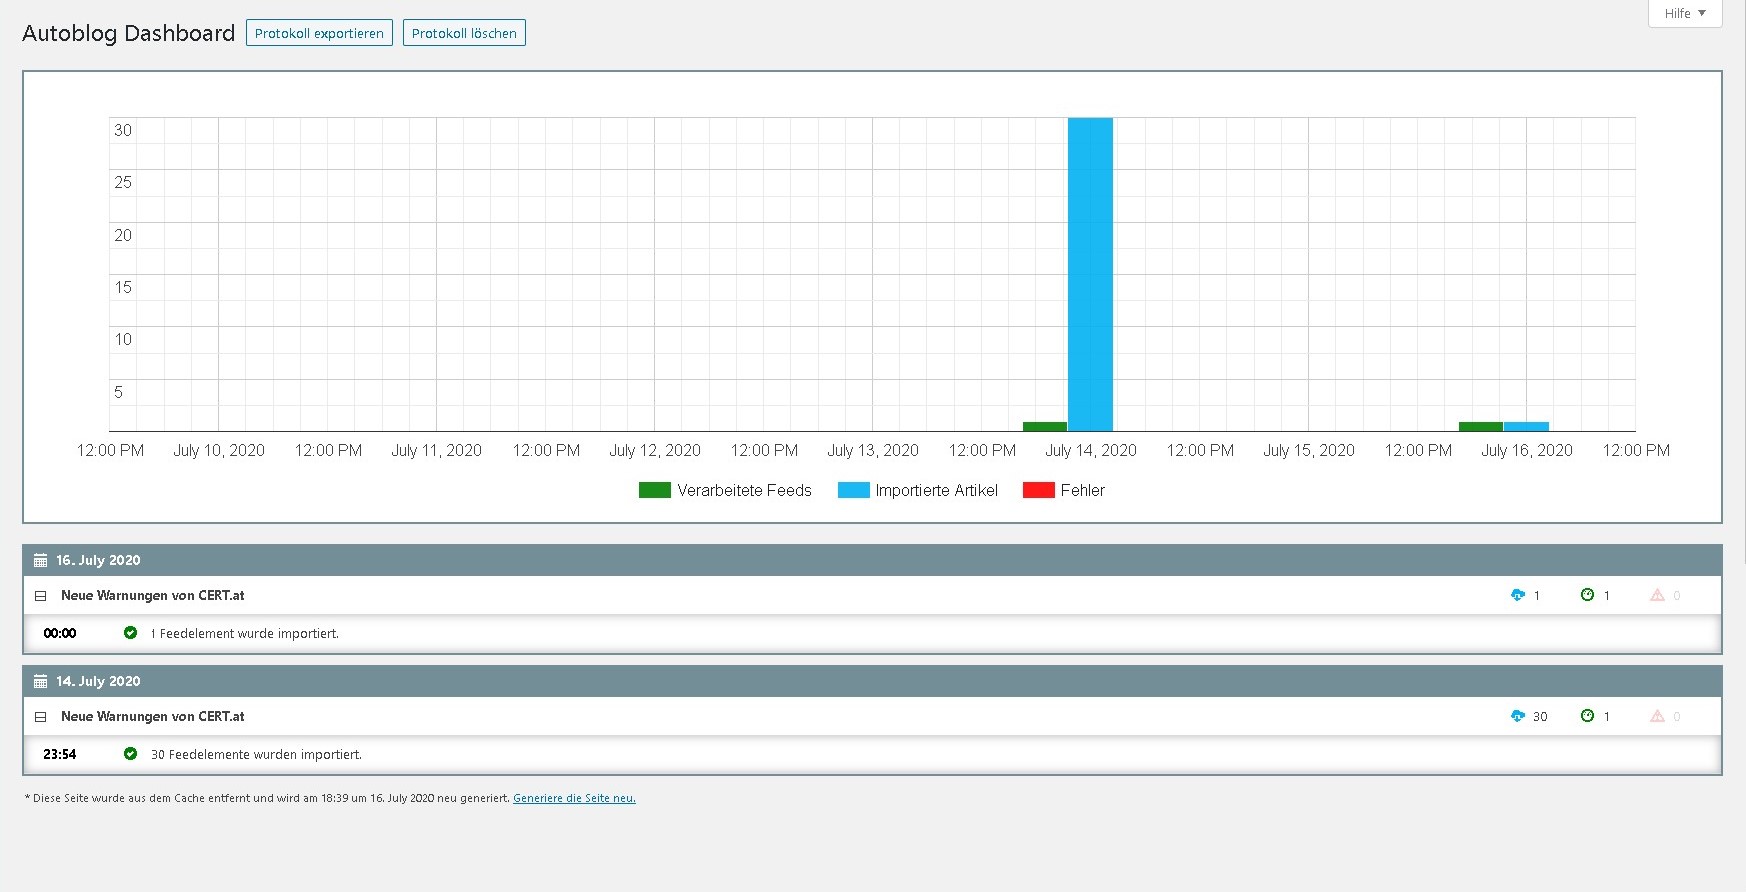 Hilfe ▼
Autoblog Dashboard Protokoll exportieren Protokoll löschen
30
25
20
15
10
5
12:00 PM July 10, 2020 12:00 PM July 11, 2020 12:00 PM July 12, 2020 12:00 PM July 13, 2020 12:00 PM July 14, 2020 12:00 PM July 15, 2020 12:00 PM July 16, 2020 12:00 PM
Verarbeitete Feeds Importierte Artikel Fehler
16. July 2020
Neue Warnungen von CERT.at 1 1 0
00:00 1 Feedelement wurde importiert.
14. July 2020
Neue Warnungen von CERT.at 30 1 0
23:54 30 Feedelemente wurden importiert.
* Diese Seite wurde aus dem Cache entfernt und wird am 18:39 um 16. July 2020 neu generiert. Generiere die Seite neu.